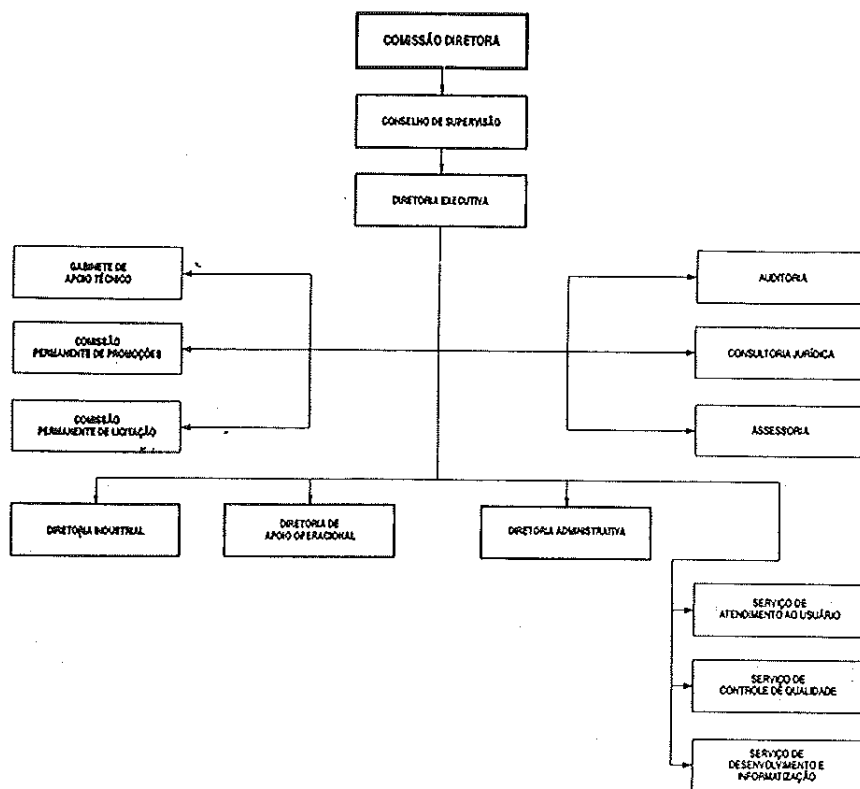 COMISSÃO DIRETORA
CONSELHO DE SUPERVISÃO
DIRETORIA EXECUTIVA
GABINETE DE
APOIO TÉCNICO
AUDITORIA
COMISSÃO
PERMANENTE DE PROMOÇÕES
CONSULTORIA JURÍDICA
COMISSÃO
PERMANENTE DE LICITAÇÃO
ASSESSORIA
DIRETORIA INDUSTRIAL
DIRETORIA DE
APOIO OPERACIONAL
DIRETORIA ADMINISTRATIVA
SERVIÇO DE
ATENDIMENTO AO USUÁRIO
SERVIÇO DE
CONTROLE DE QUALIDADE
SERVIÇO DE
DESENVOLVIMENTO E
INFORMATIZAÇÃO